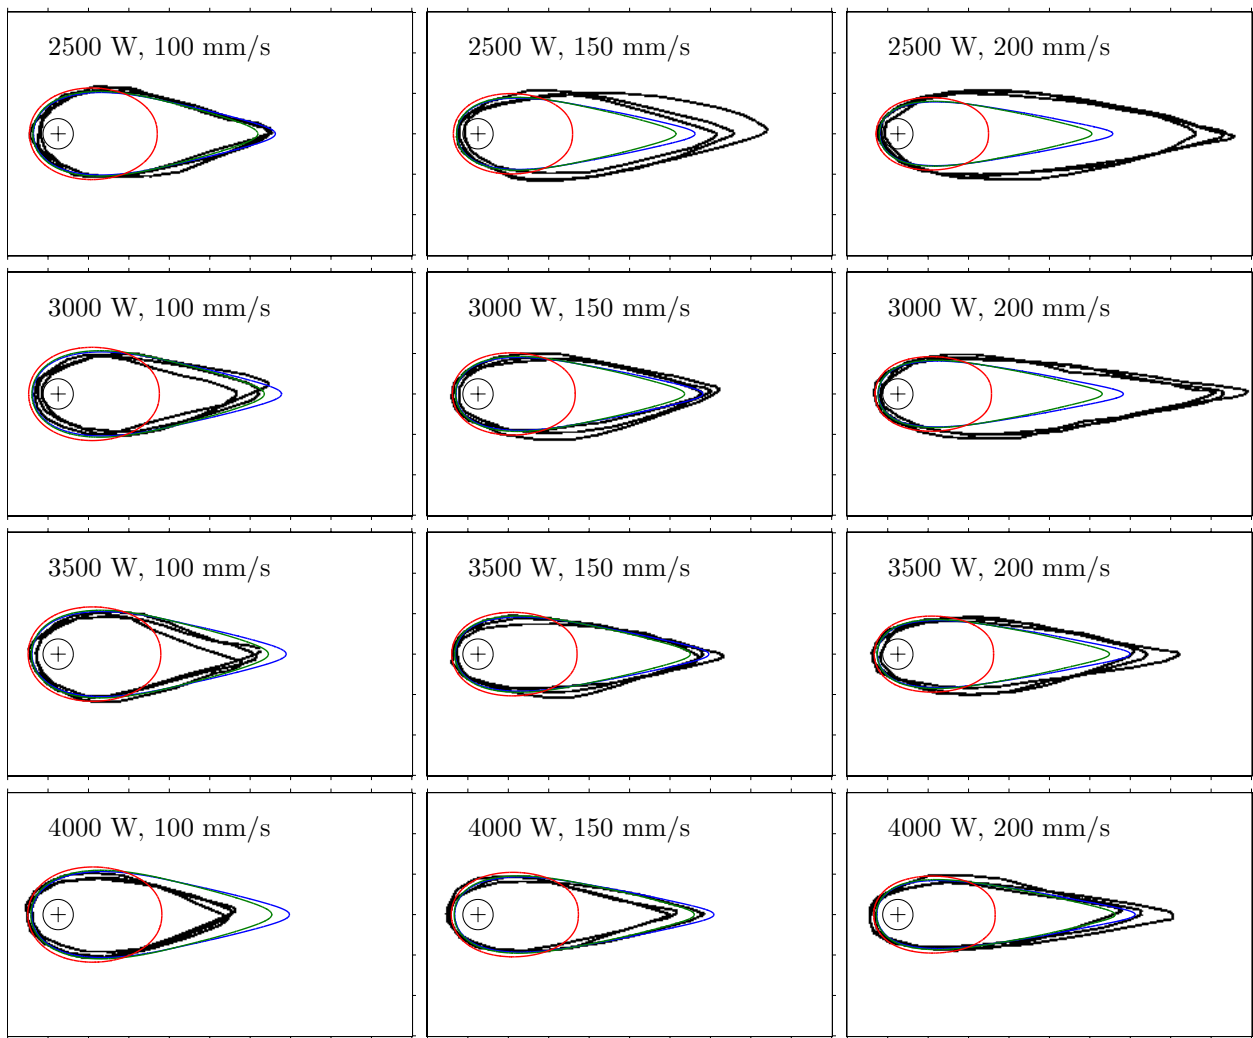 2500 W, 100 mm/s
2500 W, 150 mm/s
2500 W, 200 mm/s
3000 W, 100 mm/s
3000 W, 150 mm/s
3000 W, 200 mm/s
3500 W, 100 mm/s
3500 W, 150 mm/s
3500 W, 200 mm/s
4000 W, 100 mm/s
4000 W, 150 mm/s
4000 W, 200 mm/s